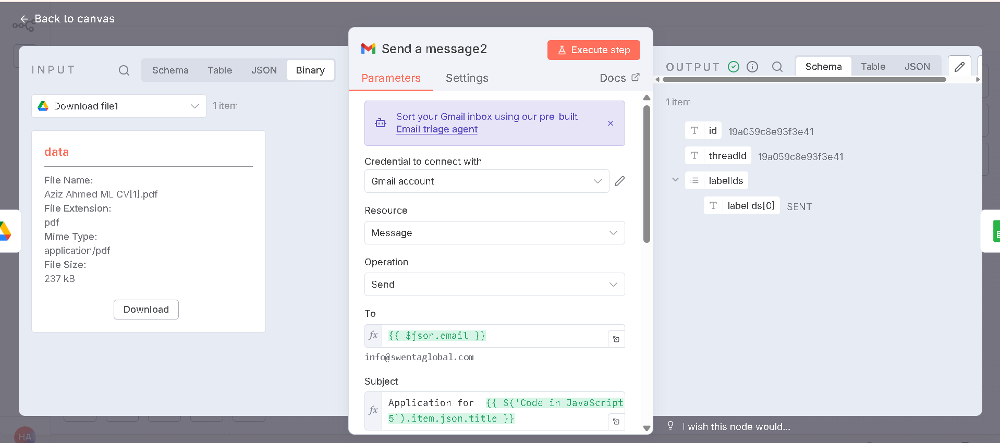 Back to canvas
INPUT
Schema
Table
JSON
Binary
Download file1
1 item
data
File Name:
Aziz Ahmed ML CV[1].pdf
File Extension:
pdf
Mime Type:
application/pdf
File Size:
237 kB
Download
Send a message2
Execute step
Parameters
Settings
Docs
Sort your Gmail inbox using our pre-built
Email triage agent
Credential to connect with
Gmail account
Resource
Message
Operation
Send
To
fx
{{ $json.email }}
info@swentaglobal.com
Subject
fx
Application for {{ $('Code in JavaScript
5').item.json.title }}
OUTPUT
Schema
Table
JSON
1 item
T id 19a059c8e93f3e41
T threadId 19a059c8e93f3e41
labelIds
T labelIds[0] SENT
I wish this node would...
HA